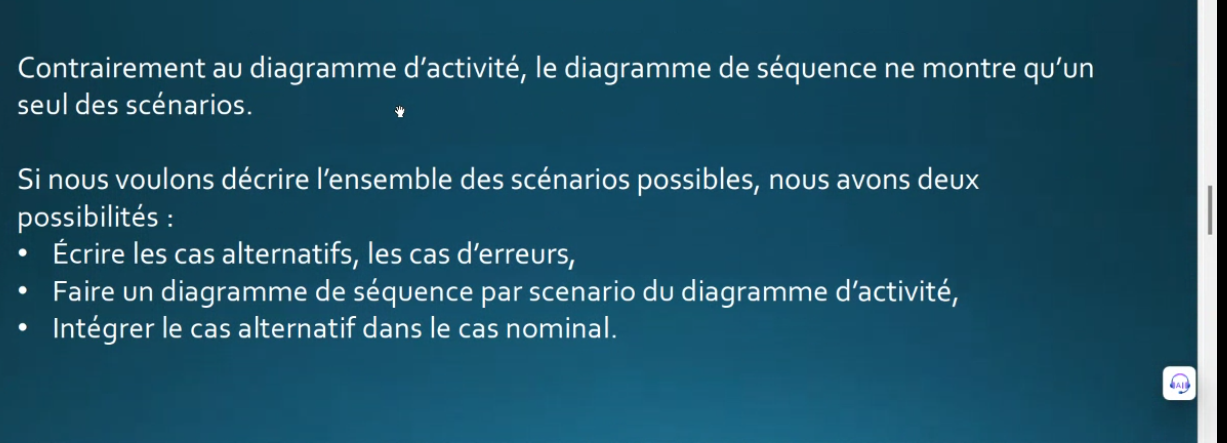 Contrairement au diagramme d’activité, le diagramme de séquence ne montre qu’un
seul des scénarios.
Si nous voulons décrire l’ensemble des scénarios possibles, nous avons deux
possibilités :
• Écrire les cas alternatifs, les cas d’erreurs,
• Faire un diagramme de séquence par scenario du diagramme d’activité,
• Intégrer le cas alternatif dans le cas nominal.
AI